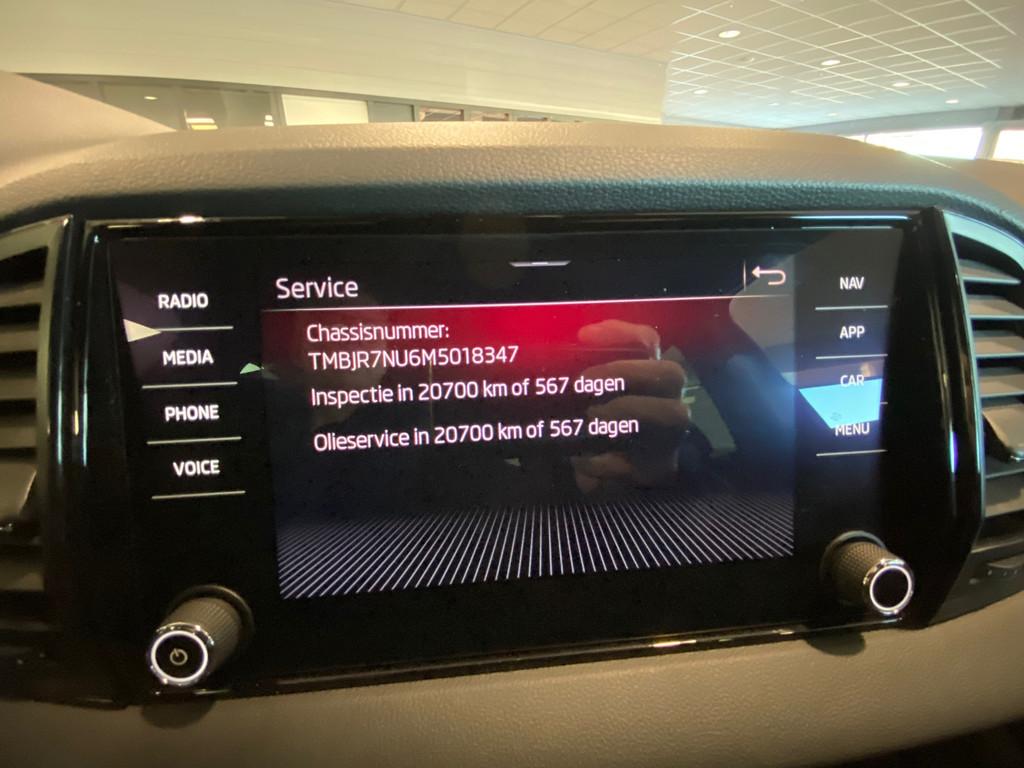 Service
RADIO
MEDIA
PHONE
VOICE
Chassisnummer:
TMBJR7NU6M5018347
Inspectie in 20700 km of 567 dagen
Olieservice in 20700 km of 567 dagen
NAV
APP
CAR
MENU